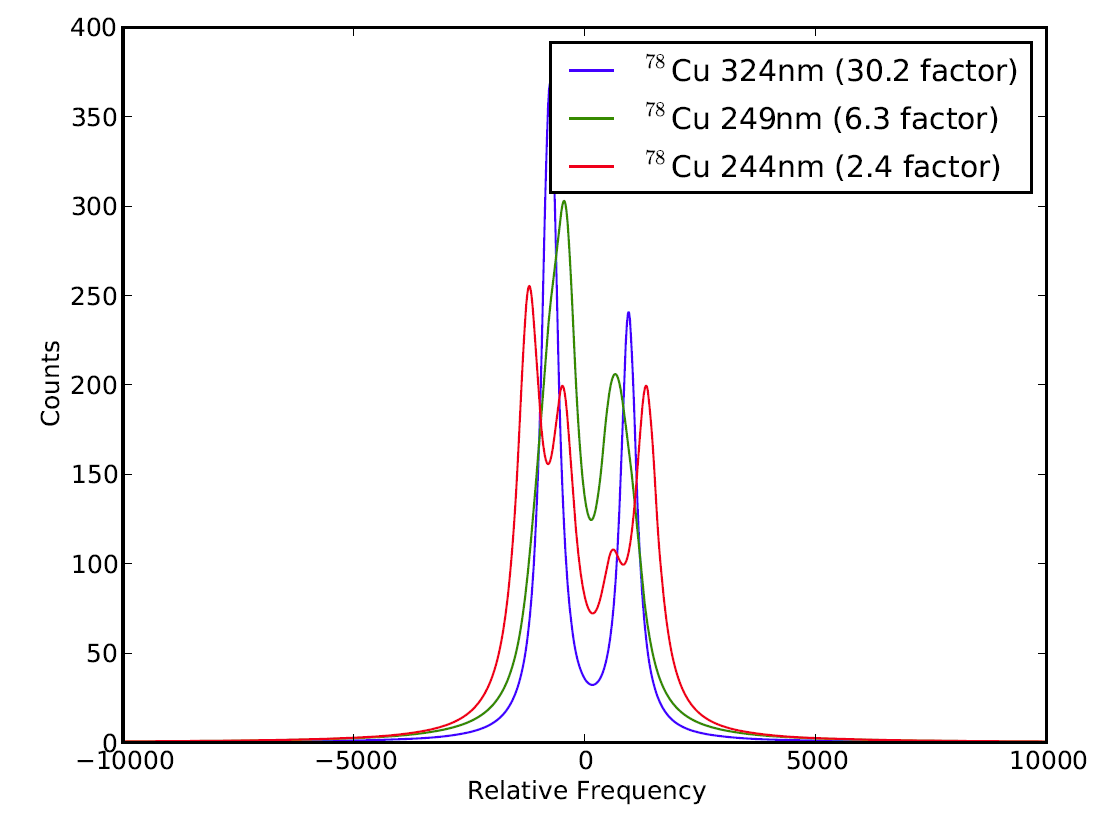 400
350
300
250
200
150
100
50
0
Counts
⁷⁸Cu 324nm (30.2 factor)
⁷⁸Cu 249nm (6.3 factor)
⁷⁸Cu 244nm (2.4 factor)
−10000 −5000 0 5000 10000
Relative Frequency